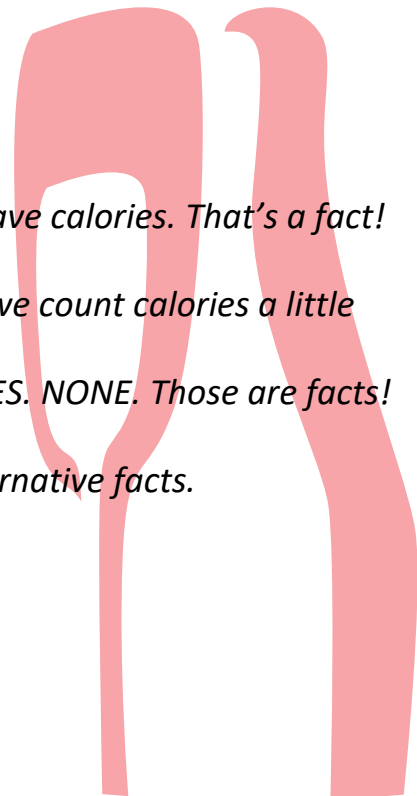 ave calories. That’s a fact!
ve count calories a little
ES. NONE. Those are facts!
rnative facts.